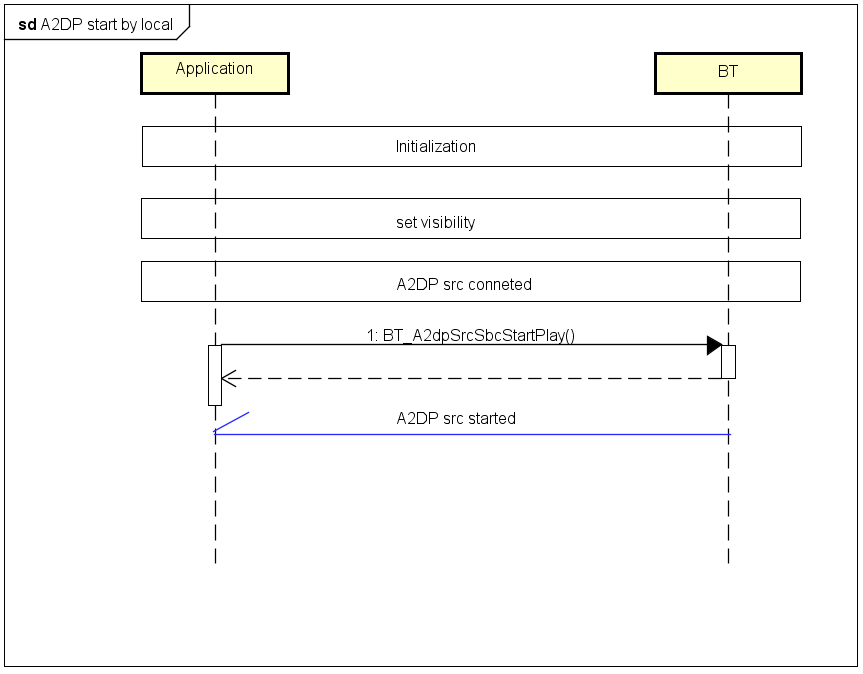 sd A2DP start by local
Application
BT
Initialization
set visibility
A2DP src conneted
1: BT_A2dpSrcSbcStartPlay()
A2DP src started